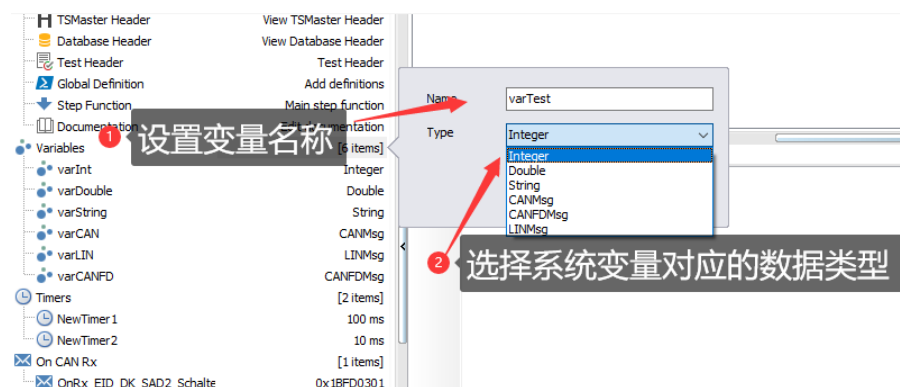 TSMaster Header View TSMaster Header
Database Header View Database Header
Test Header Test Header
Global Definition Add definitions
Step Function Main step function
Documentation Edit documentation
Variables [6 items]
varInt Integer
varDouble Double
varString String
varCAN CANMsg
varLIN LINMsg
varCANFD CANFDMsg
Timers [2 items]
NewTimer1 100 ms
NewTimer2 10 ms
On CAN Rx [1 items]
OnRx_EID_DK_SAD2_Schalte 0x1BFD0301
Name varTest
Type Integer
Integer
Double
String
CANMsg
CANFDMsg
LINMsg
1 设置变量名称
2 选择系统变量对应的数据类型